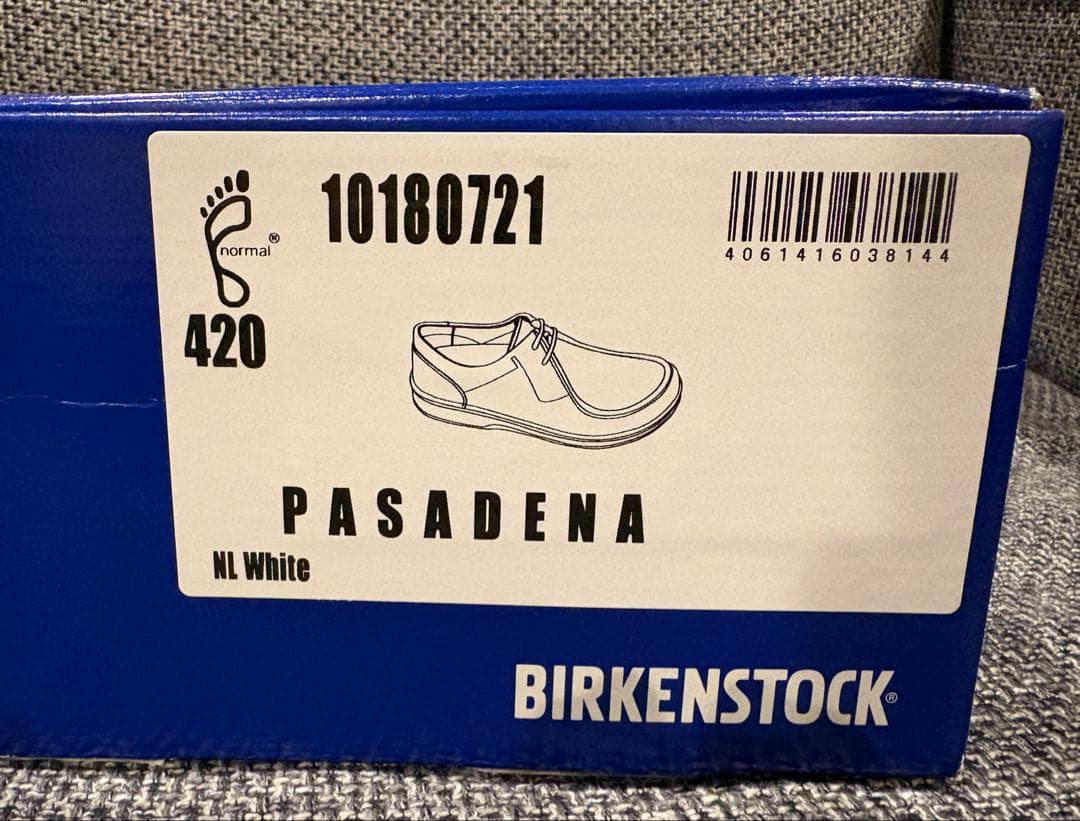 normal®
10180721
4061416038144
420
PASADENA
NL White
BIRKENSTOCK®